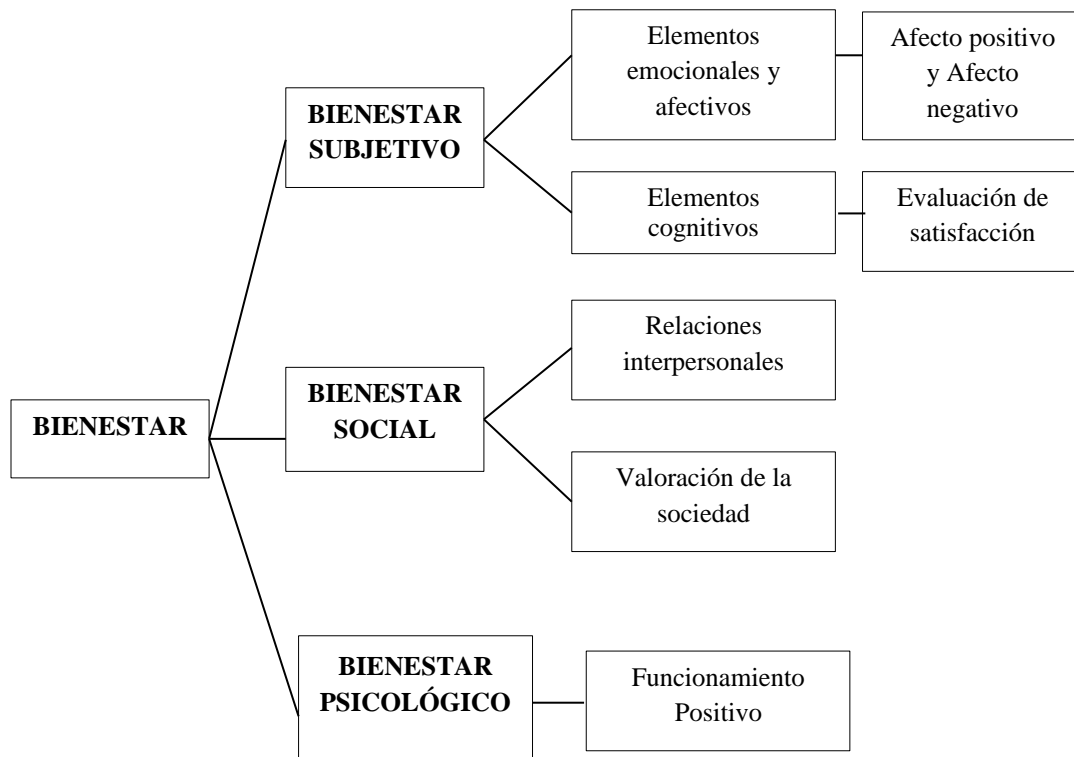 BIENESTAR
BIENESTAR
SUBJETIVO
Elementos
emocionales y
afectivos
Afecto positivo
y Afecto
negativo
Elementos
cognitivos
Evaluación de
satisfacción
BIENESTAR
SOCIAL
Relaciones
interpersonales
Valoración de la
sociedad
BIENESTAR
PSICOLÓGICO
Funcionamiento
Positivo